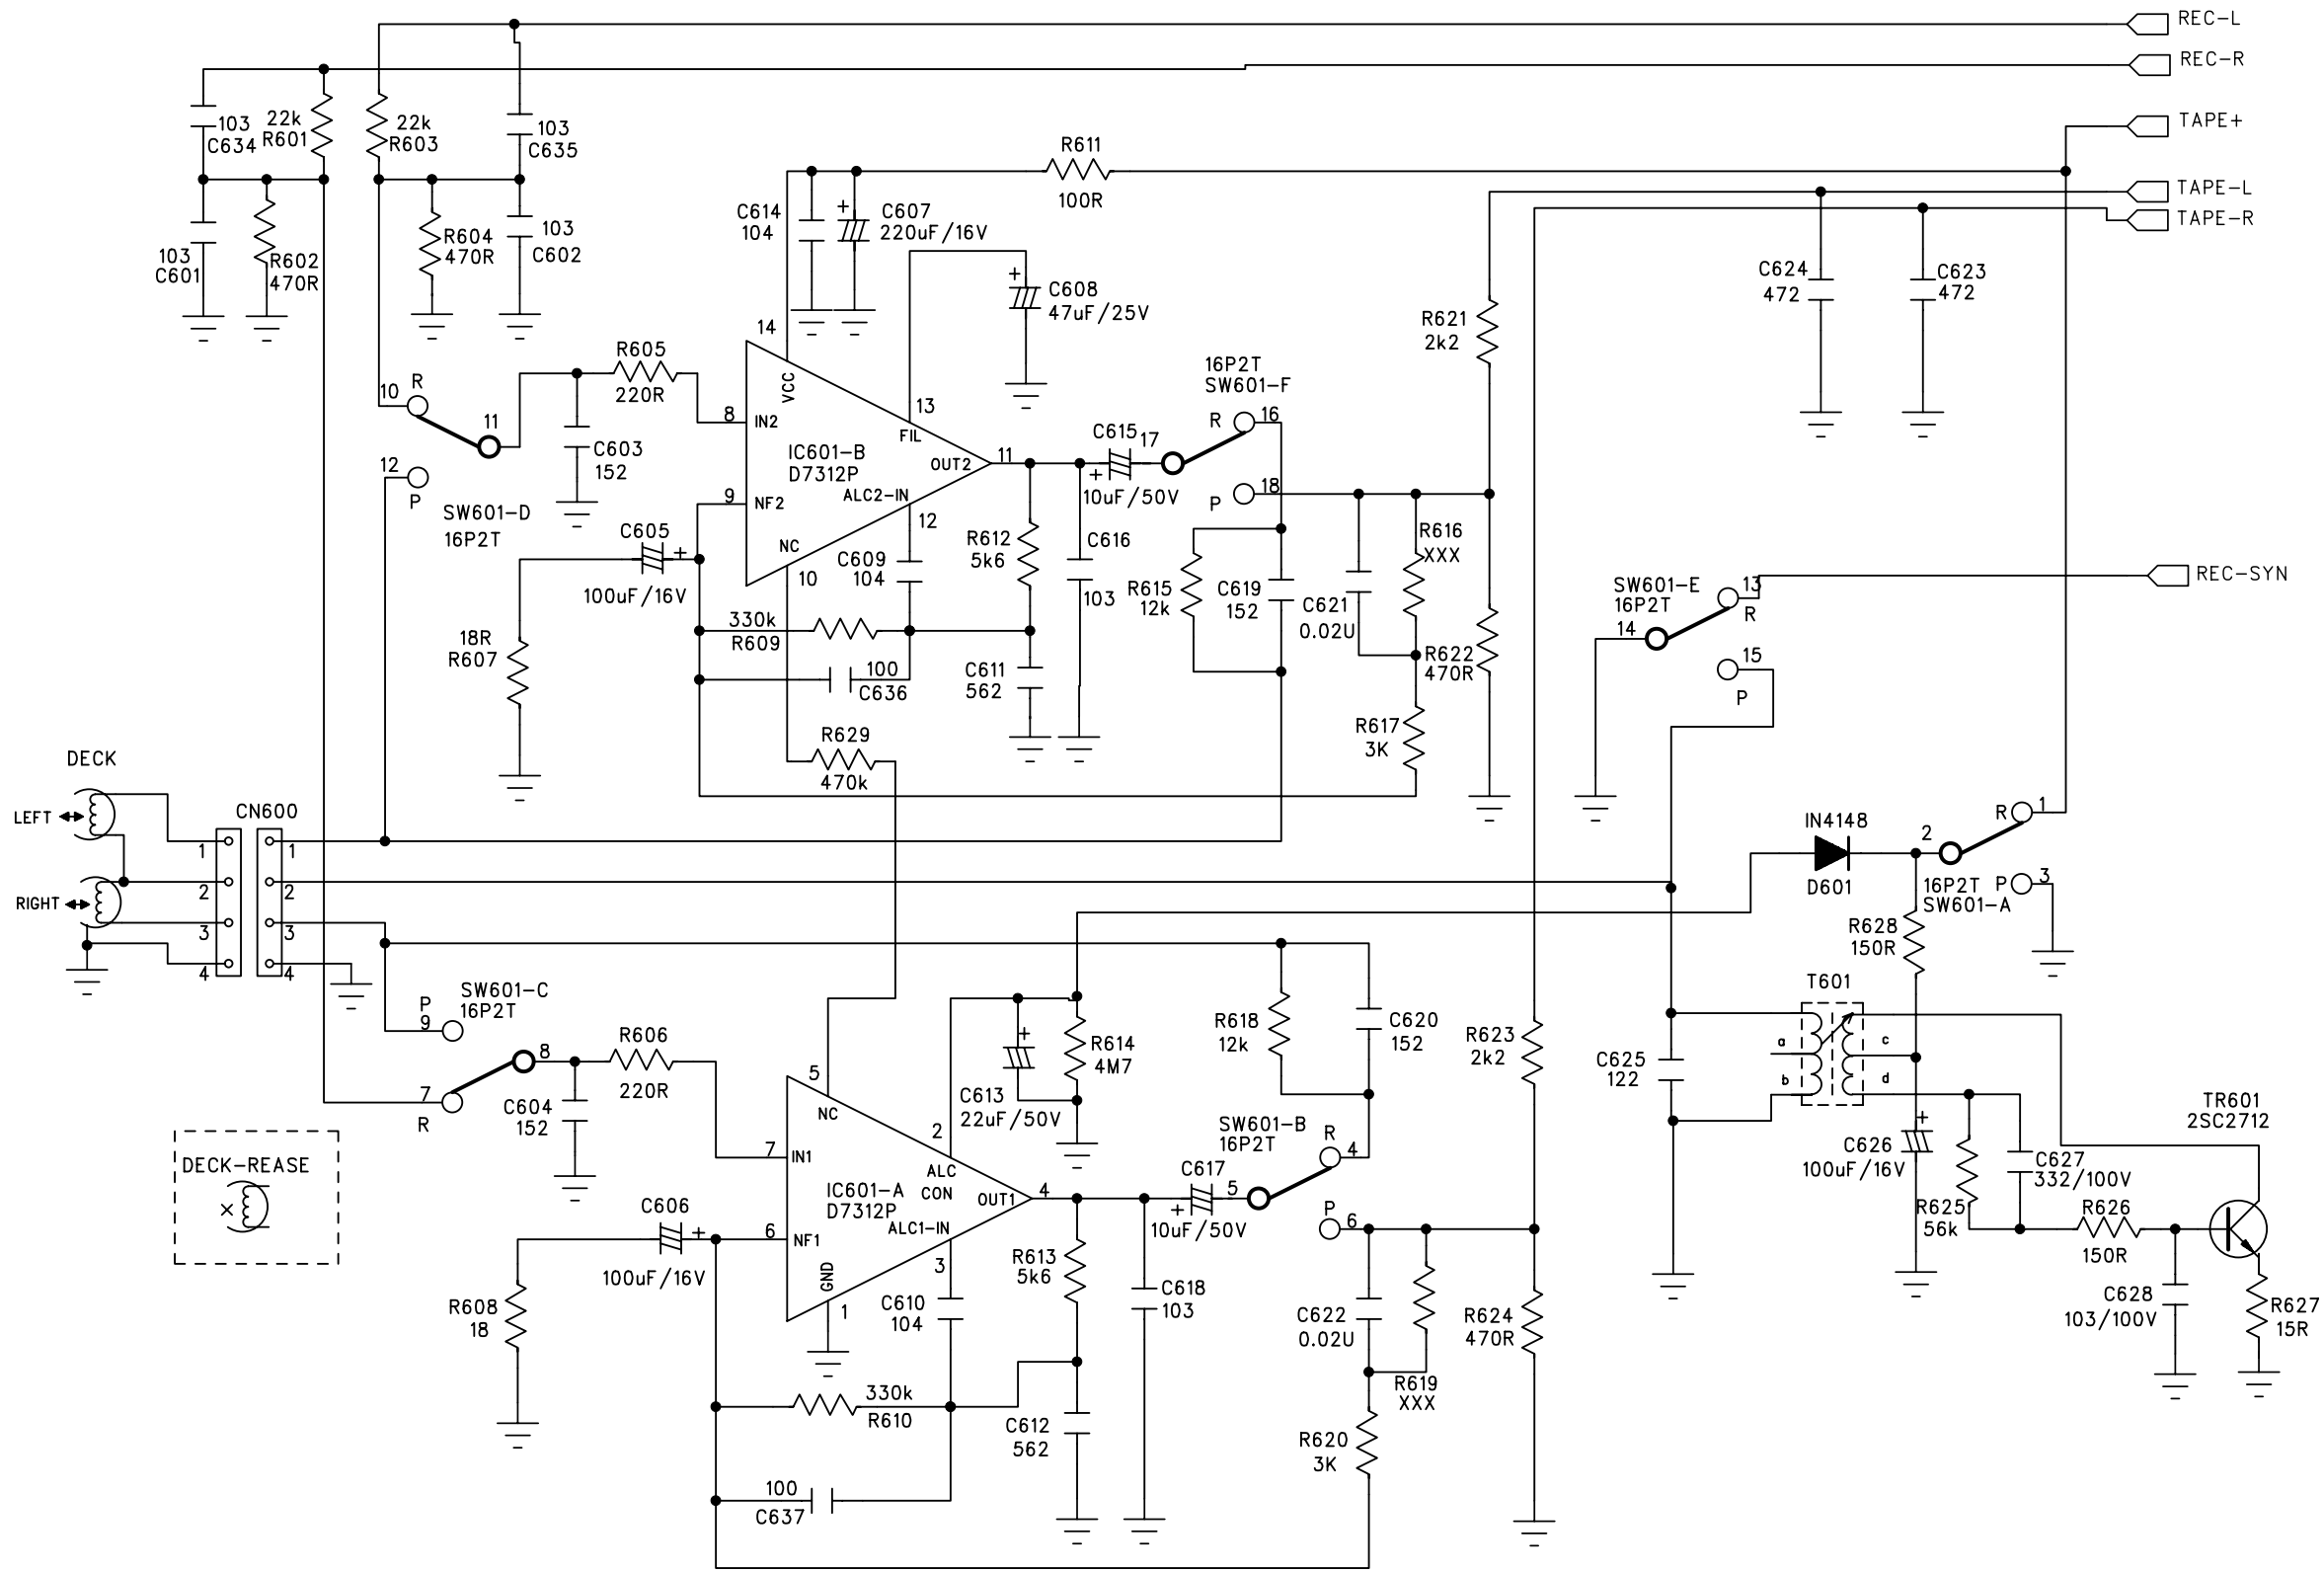 REC-L
REC-R
TAPE+
TAPE-L
TAPE-R
103
C634
22k
R601
22k
R603
103
C635
103
C601
R602
470R
R604
470R
103
C602
R611
100R
C614
104
+
C607
220uF/16V
+
C608
47uF/25V
C624
472
C623
472
R621
2k2
14
VCC
13
FIL
R605
220R
10
R
11
12
P
SW601-D
16P2T
C603
152
8
IN2
9
NF2
IC601-B
D7312P
OUT2
11
ALC2-IN
12
NC
10
C615
+
10uF/50V
17
16P2T
SW601-F
R
16
P
18
C605
+
100uF/16V
18R
R607
C609
104
R612
5k6
C616
103
330k
R609
100
C636
C611
562
R615
12k
C619
152
C621
0.02U
R616
XXX
R622
470R
R617
3K
R629
470k
SW601-E
16P2T
13
R
14
15
P
REC-SYN
DECK
LEFT
RIGHT
CN600
1
1
2
2
3
3
4
4
IN4148
D601
2
R
1
16P2T
SW601-A
P
3
R628
150R
P
9
SW601-C
16P2T
8
7
R
R606
220R
C604
152
5
NC
2
ALC
CON
7
IN1
6
NF1
IC601-A
D7312P
OUT1
4
ALC1-IN
3
GND
1
+
C613
22uF/50V
R614
4M7
R618
12k
C620
152
R623
2k2
C625
122
T601
a
b
c
d
+
C626
100uF/16V
TR601
2SC2712
C627
332/100V
R625
56k
R626
150R
C628
103/100V
R627
15R
DECK-REASE
C606
+
100uF/16V
R608
18
C610
104
R613
5k6
C617
+
10uF/50V
5
SW601-B
16P2T
R
4
P
6
C618
103
C622
0.02U
R619
XXX
R624
470R
R620
3K
330k
R610
C612
562
100
C637